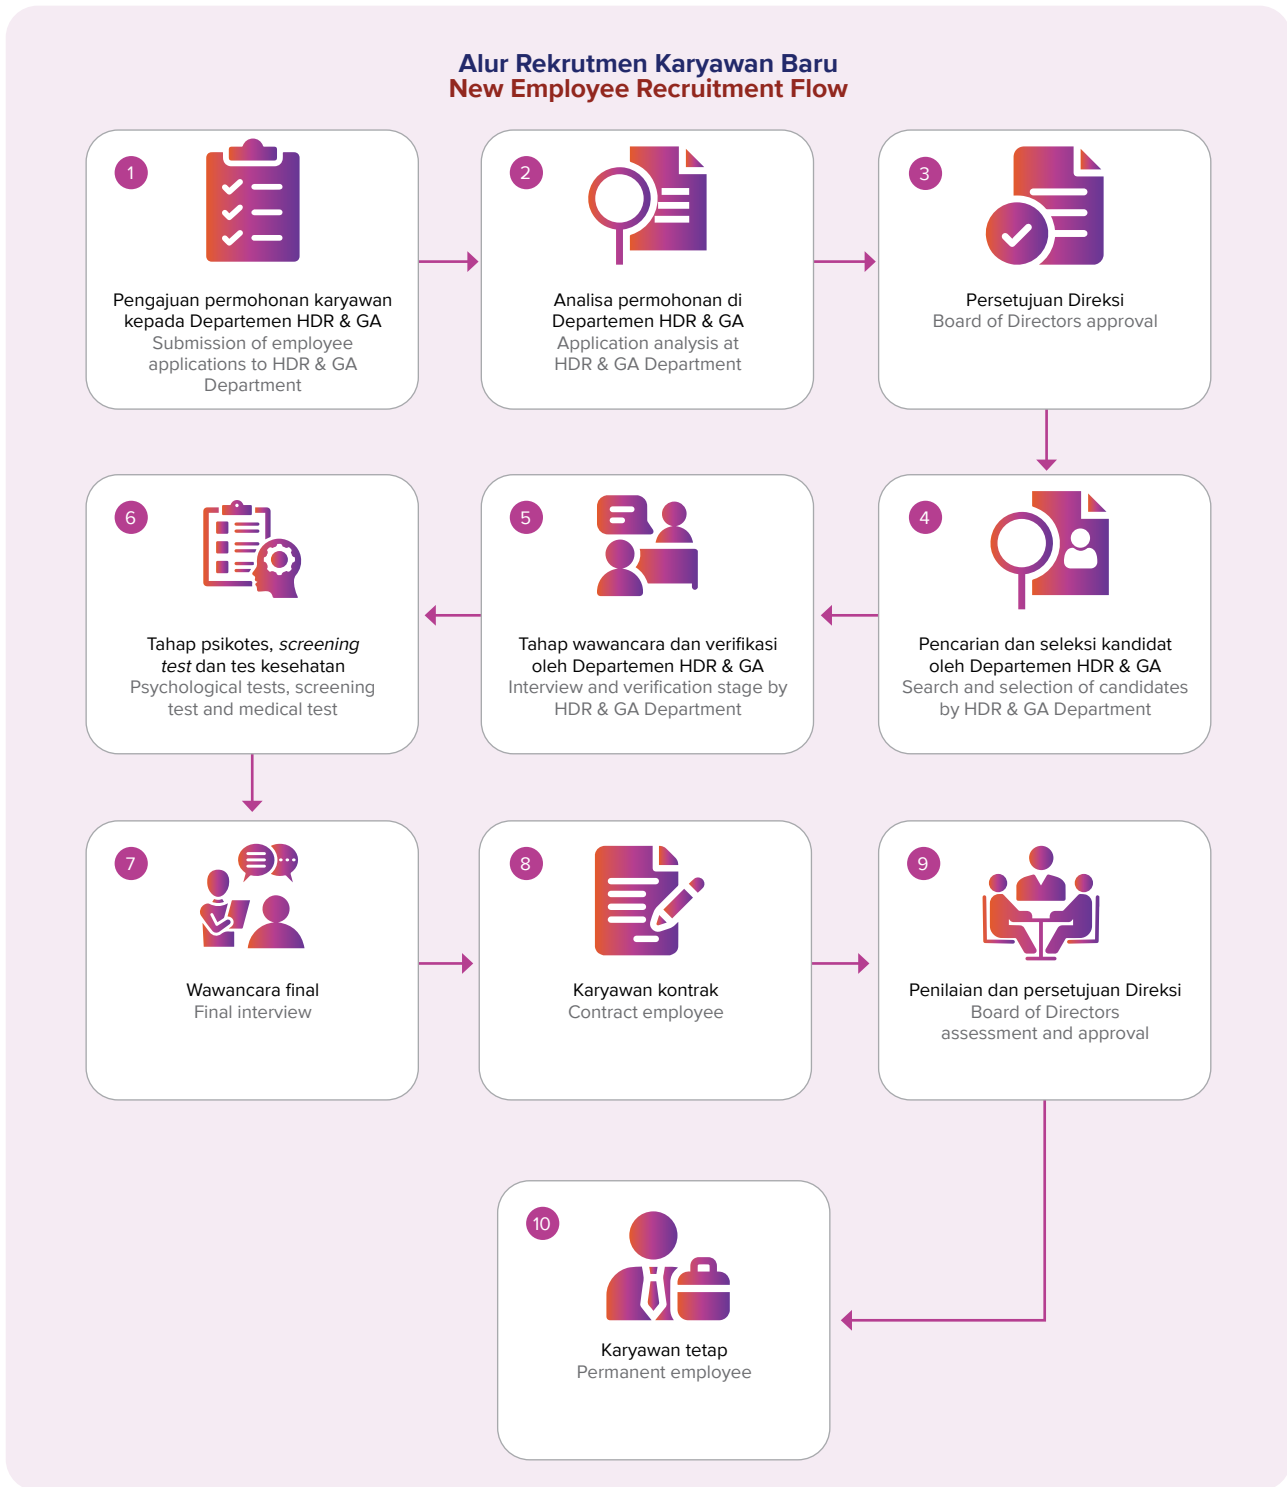 Alur Rekrutmen Karyawan Baru
New Employee Recruitment Flow
1
Pengajuan permohonan karyawan
kepada Departemen HDR & GA
Submission of employee
applications to HDR & GA
Department
2
Analisa permohonan di
Departemen HDR & GA
Application analysis at
HDR & GA Department
3
Persetujuan Direksi
Board of Directors approval
4
Pencarian dan seleksi kandidat
oleh Departemen HDR & GA
Search and selection of candidates
by HDR & GA Department
5
Tahap wawancara dan verifikasi
oleh Departemen HDR & GA
Interview and verification stage by
HDR & GA Department
6
Tahap psikotes, screening
test dan tes kesehatan
Psychological tests, screening
test and medical test
7
Wawancara final
Final interview
8
Karyawan kontrak
Contract employee
9
Penilaian dan persetujuan Direksi
Board of Directors
assessment and approval
10
Karyawan tetap
Permanent employee